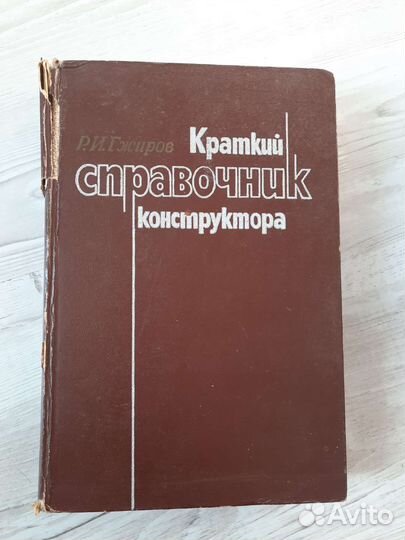 Р.И.Гжиров
Краткий
справочник
конструктора
Avito